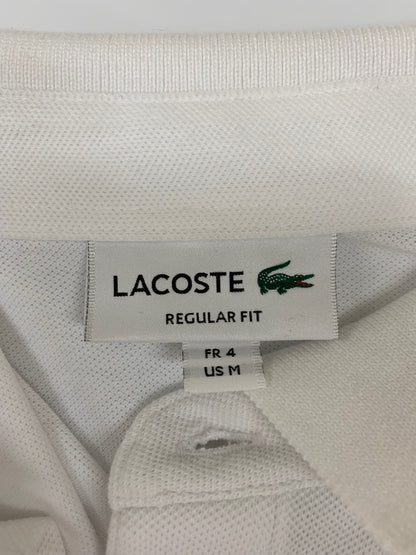 LACOSTE
REGULAR FIT
FR 4
US M